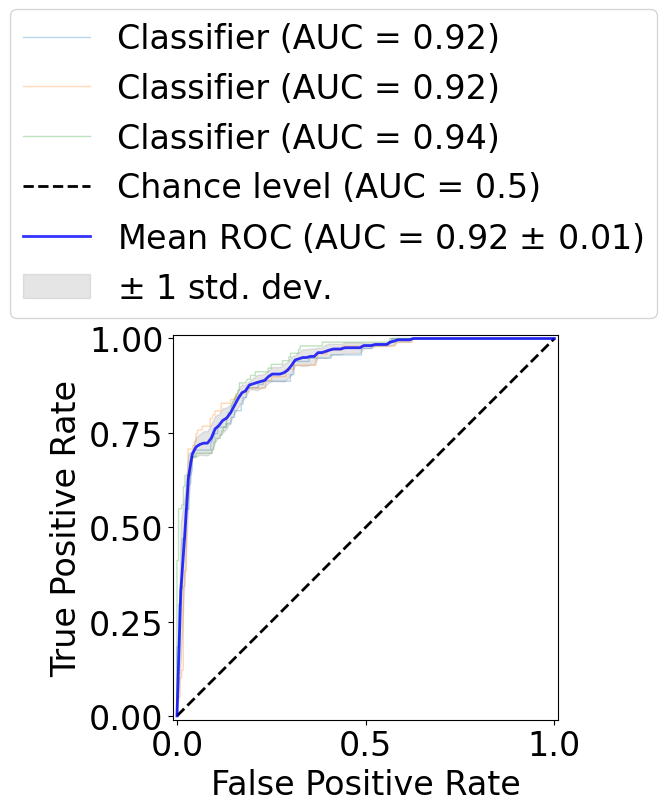 Classifier (AUC = 0.92)
Classifier (AUC = 0.92)
Classifier (AUC = 0.94)
Chance level (AUC = 0.5)
Mean ROC (AUC = 0.92 ± 0.01)
± 1 std. dev.
1.00
0.75
0.50
0.25
0.00
True Positive Rate
0.0 0.5 1.0
False Positive Rate